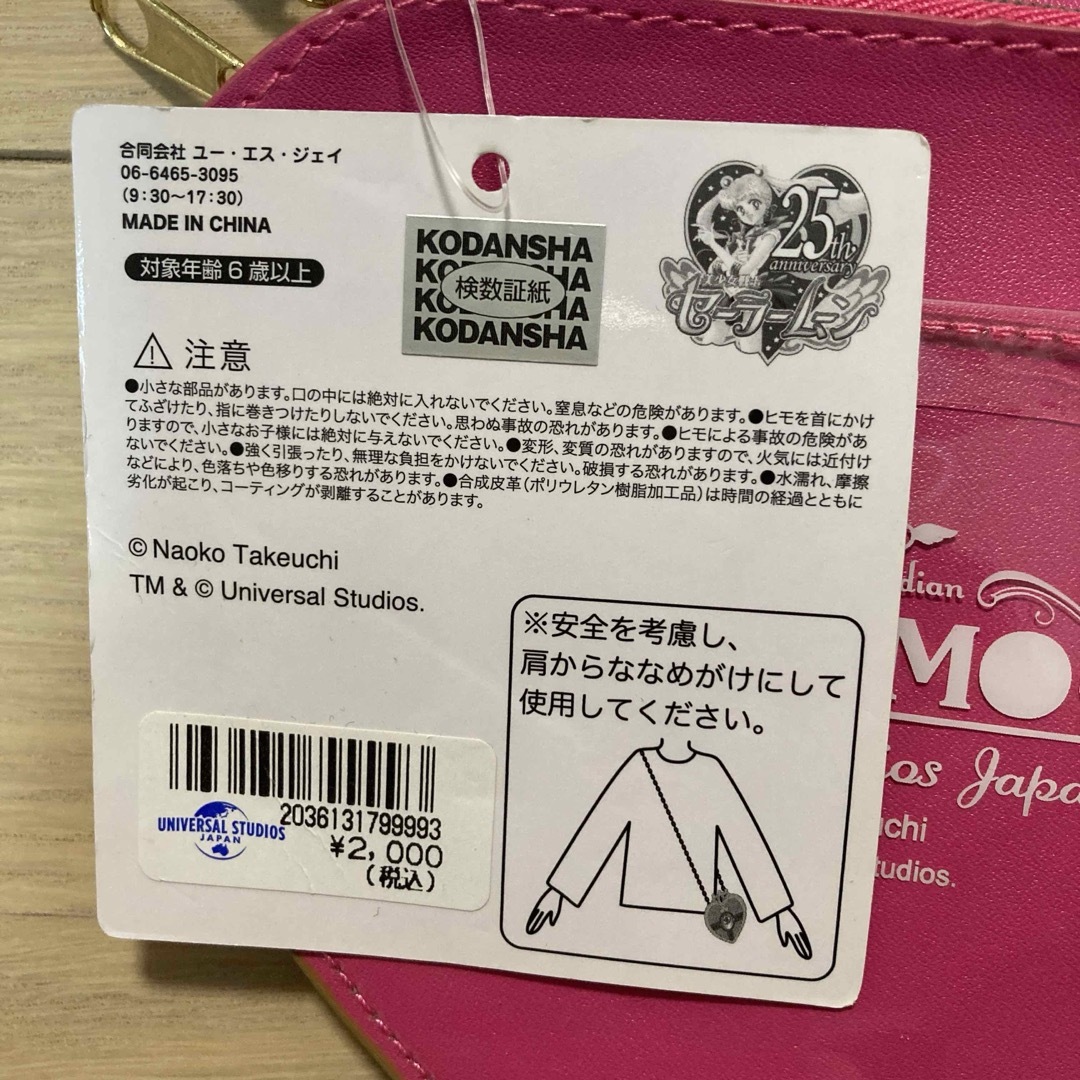 合同会社 ユー・エス・ジェイ
06-6465-3095
(9:30〜17:30)
MADE IN CHINA
対象年齢6歳以上
KODANSHA
検数証紙
KODANSHA
25th
anniversary
セーラームーン
注意
●小さな部品があります。口の中には絶対に入れないでください。窒息などの危険があります。●ヒモを首にかけ
てふざけたり、指に巻きつけたりしないでください。思わぬ事故の恐れがあります。●ヒモによる事故の危険があ
りますので、小さなお子様には絶対に与えないでください。●変形、変質の恐れがありますので、火気には近付け
ないでください。●強く引張ったり、無理な負担をかけないでください。破損する恐れがあります。●水濡れ、摩擦
などにより、色落ちや色移りする恐れがあります。●合成皮革(ポリウレタン樹脂加工品)は時間の経過とともに
劣化が起こり、コーティングが剥離することがあります。
© Naoko Takeuchi
TM & © Universal Studios.
※安全を考慮し、
肩からななめがけにして
使用してください。
2036131799993
UNIVERSAL STUDIOS
JAPAN
¥2,000
(税込)
dian
MO
ios Japa
uchi
tudios.